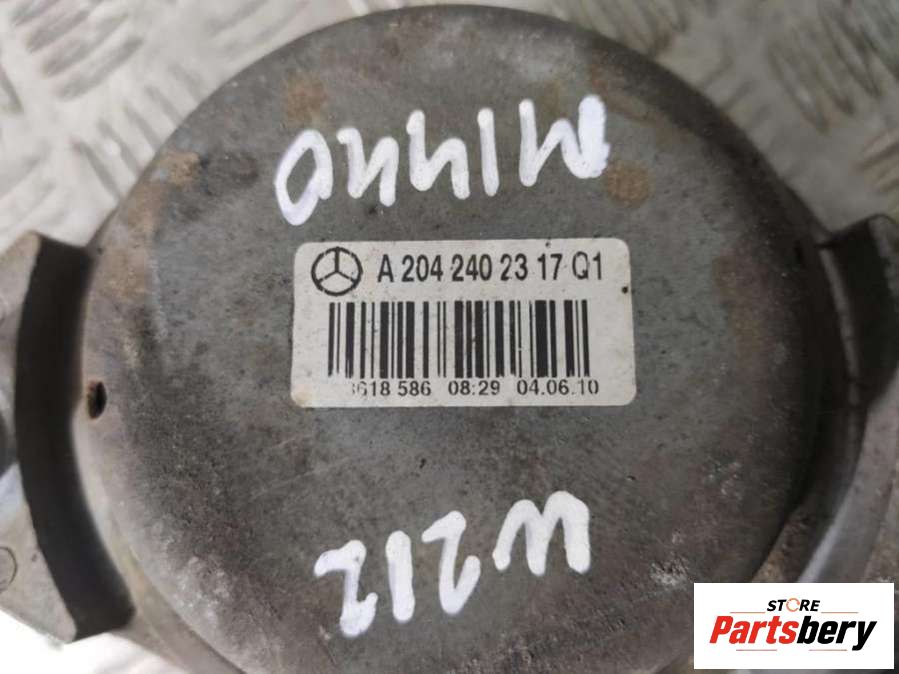 A 204 240 23 17 Q1
618 586 08:29 04.06.10
W212
STORE
Partsbery